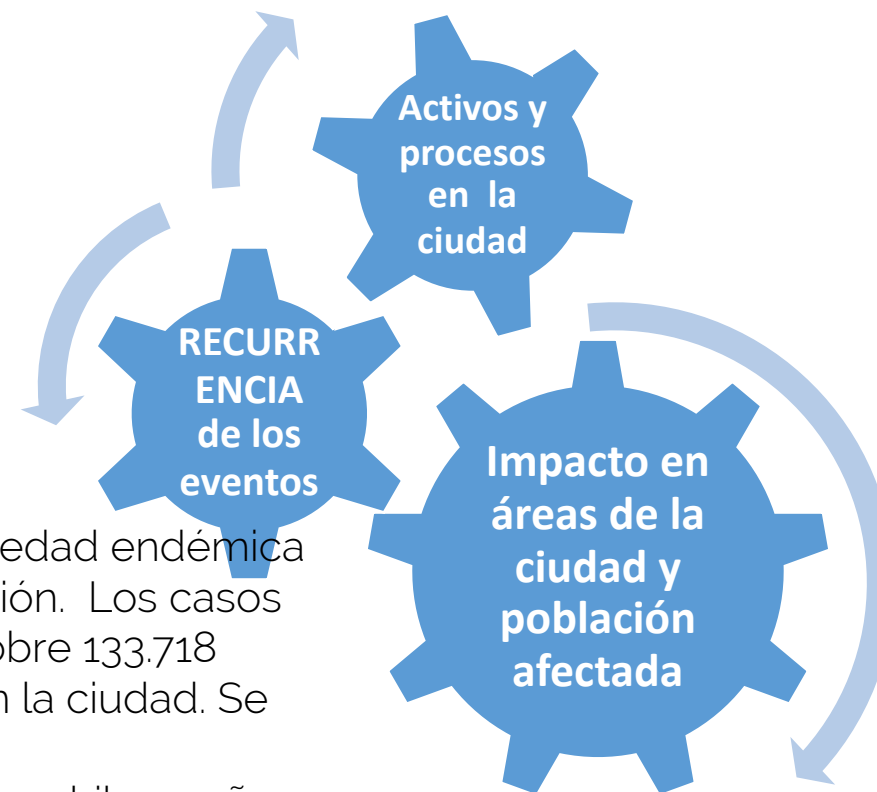 Activos y
procesos
en la
ciudad
RECURR
ENCIA
de los
eventos
Impacto en
áreas de la
ciudad y
población
afectada
edad endémica
ión. Los casos
bre 133.718
la ciudad. Se